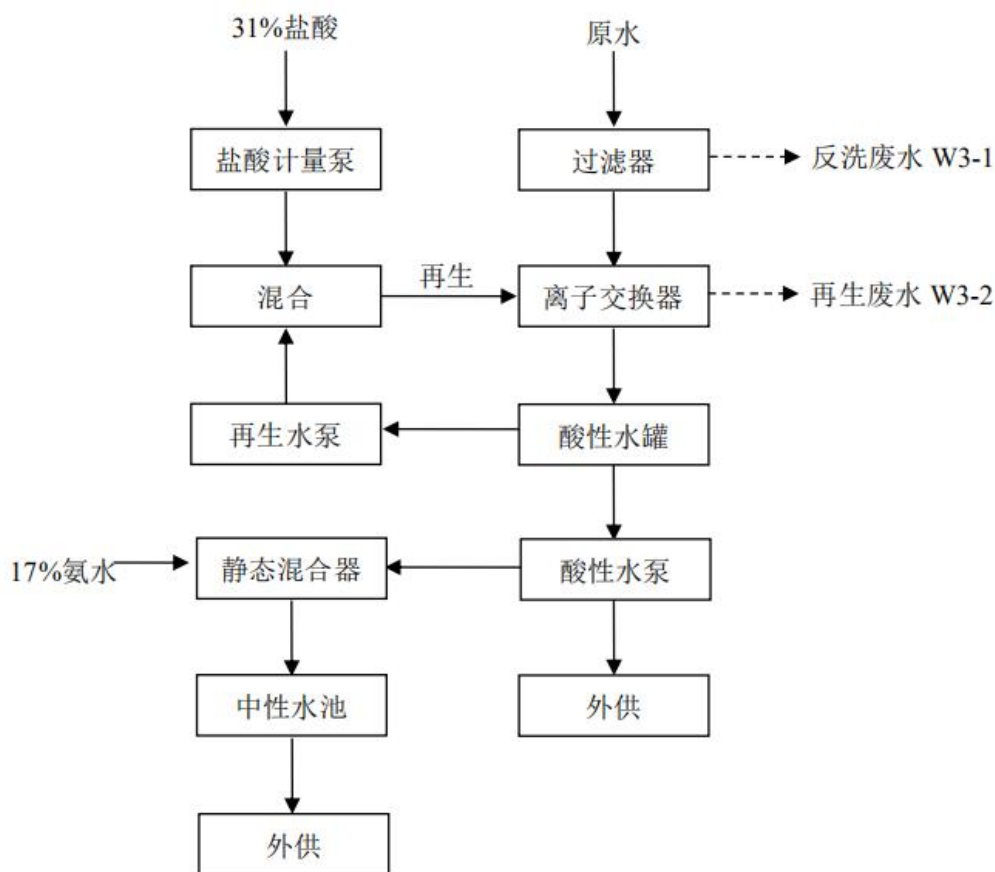 31%盐酸
原水
盐酸计量泵
过滤器
反洗废水 W3-1
混合
再生
离子交换器
再生废水 W3-2
再生水泵
酸性水罐
17%氨水
静态混合器
酸性水泵
中性水池
外供
外供